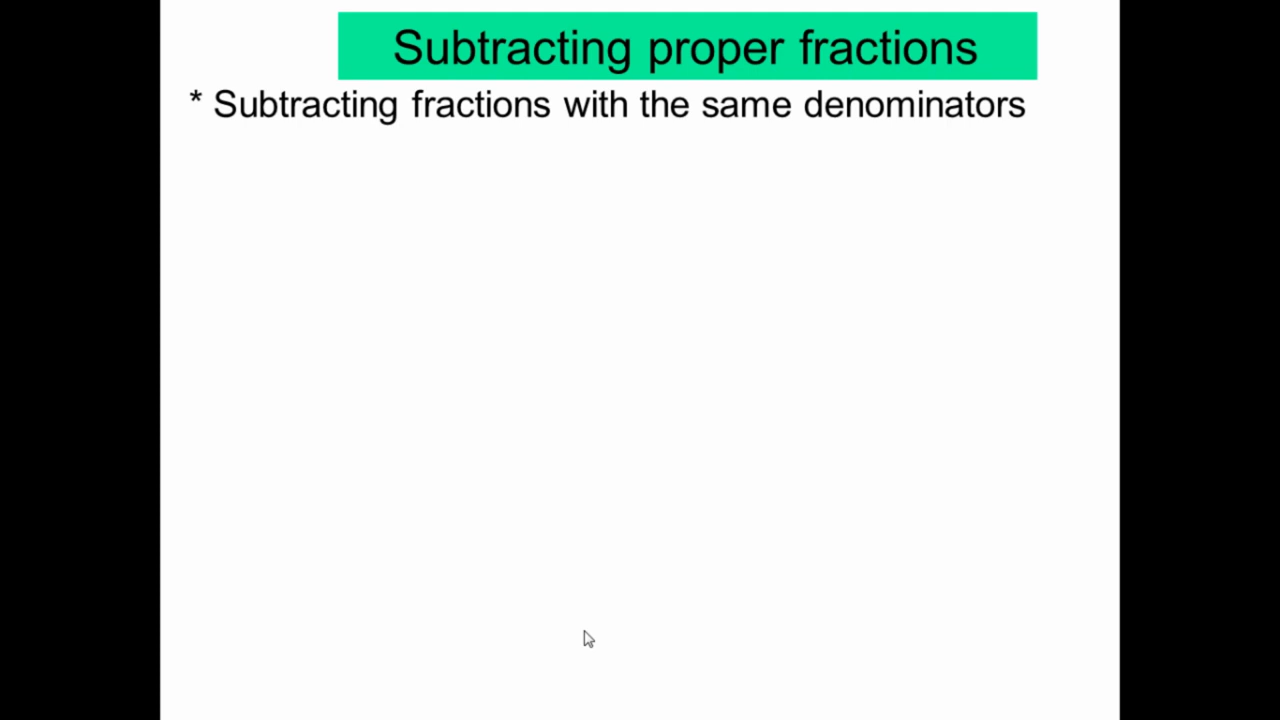 Subtracting proper fractions
* Subtracting fractions with the same denominators